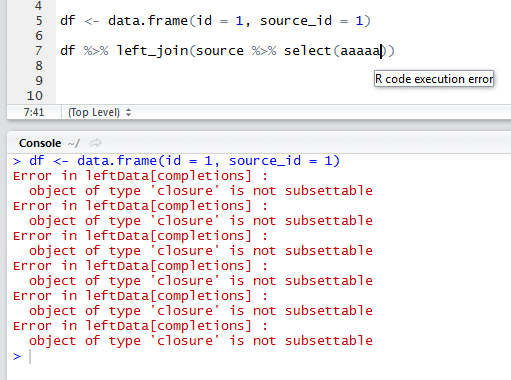 4
5 df <- data.frame(id = 1, source_id = 1)
6
7 df %>% left_join(source %>% select(aaaaa))
8
R code execution error
9
10
7:41 (Top Level)
Console ~/
> df <- data.frame(id = 1, source_id = 1)
Error in leftData[completions] :
object of type 'closure' is not subsettable
Error in leftData[completions] :
object of type 'closure' is not subsettable
Error in leftData[completions] :
object of type 'closure' is not subsettable
Error in leftData[completions] :
object of type 'closure' is not subsettable
Error in leftData[completions] :
object of type 'closure' is not subsettable
Error in leftData[completions] :
object of type 'closure' is not subsettable
>